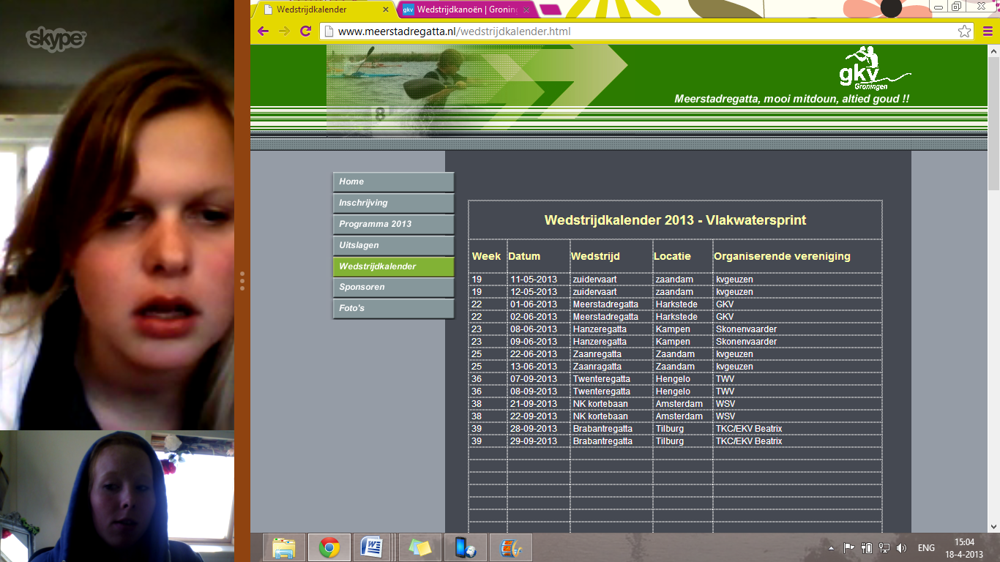 skype
Wedstrijdkalender
gkv Wedstrijdkanoën | Gronin
www.meerstadregatta.nl/wedstrijdkalender.html
gkv
Groningen
Meerstadregatta, mooi mitdoun, altied goud !!
8
Home
Inschrijving
Programma 2013
Uitslagen
Wedstrijdkalender
Sponsoren
Foto's
Wedstrijdkalender 2013 - Vlakwatersprint
Week Datum Wedstrijd Locatie Organiserende vereniging
19 11-05-2013 zuidervaart zaandam kvgeuzen
19 12-05-2013 zuidervaart zaandam kvgeuzen
22 01-06-2013 Meerstadregatta Harkstede GKV
22 02-06-2013 Meerstadregatta Harkstede GKV
23 08-06-2013 Hanzeregatta Kampen Skonenvaarder
23 09-06-2013 Hanzeregatta Kampen Skonenvaarder
25 22-06-2013 Zaanregatta Zaandam kvgeuzen
25 13-06-2013 Zaanragatta Zaandam kvgeuzen
36 07-09-2013 Twenteregatta Hengelo TWV
36 08-09-2013 Twenteregatta Hengelo TWV
38 21-09-2013 NK kortebaan Amsterdam WSV
38 22-09-2013 NK kortebaan Amsterdam WSV
39 28-09-2013 Brabantregatta Tilburg TKC/EKV Beatrix
39 29-09-2013 Brabantregatta Tilburg TKC/EKV Beatrix
ENG
15:04
18-4-2013